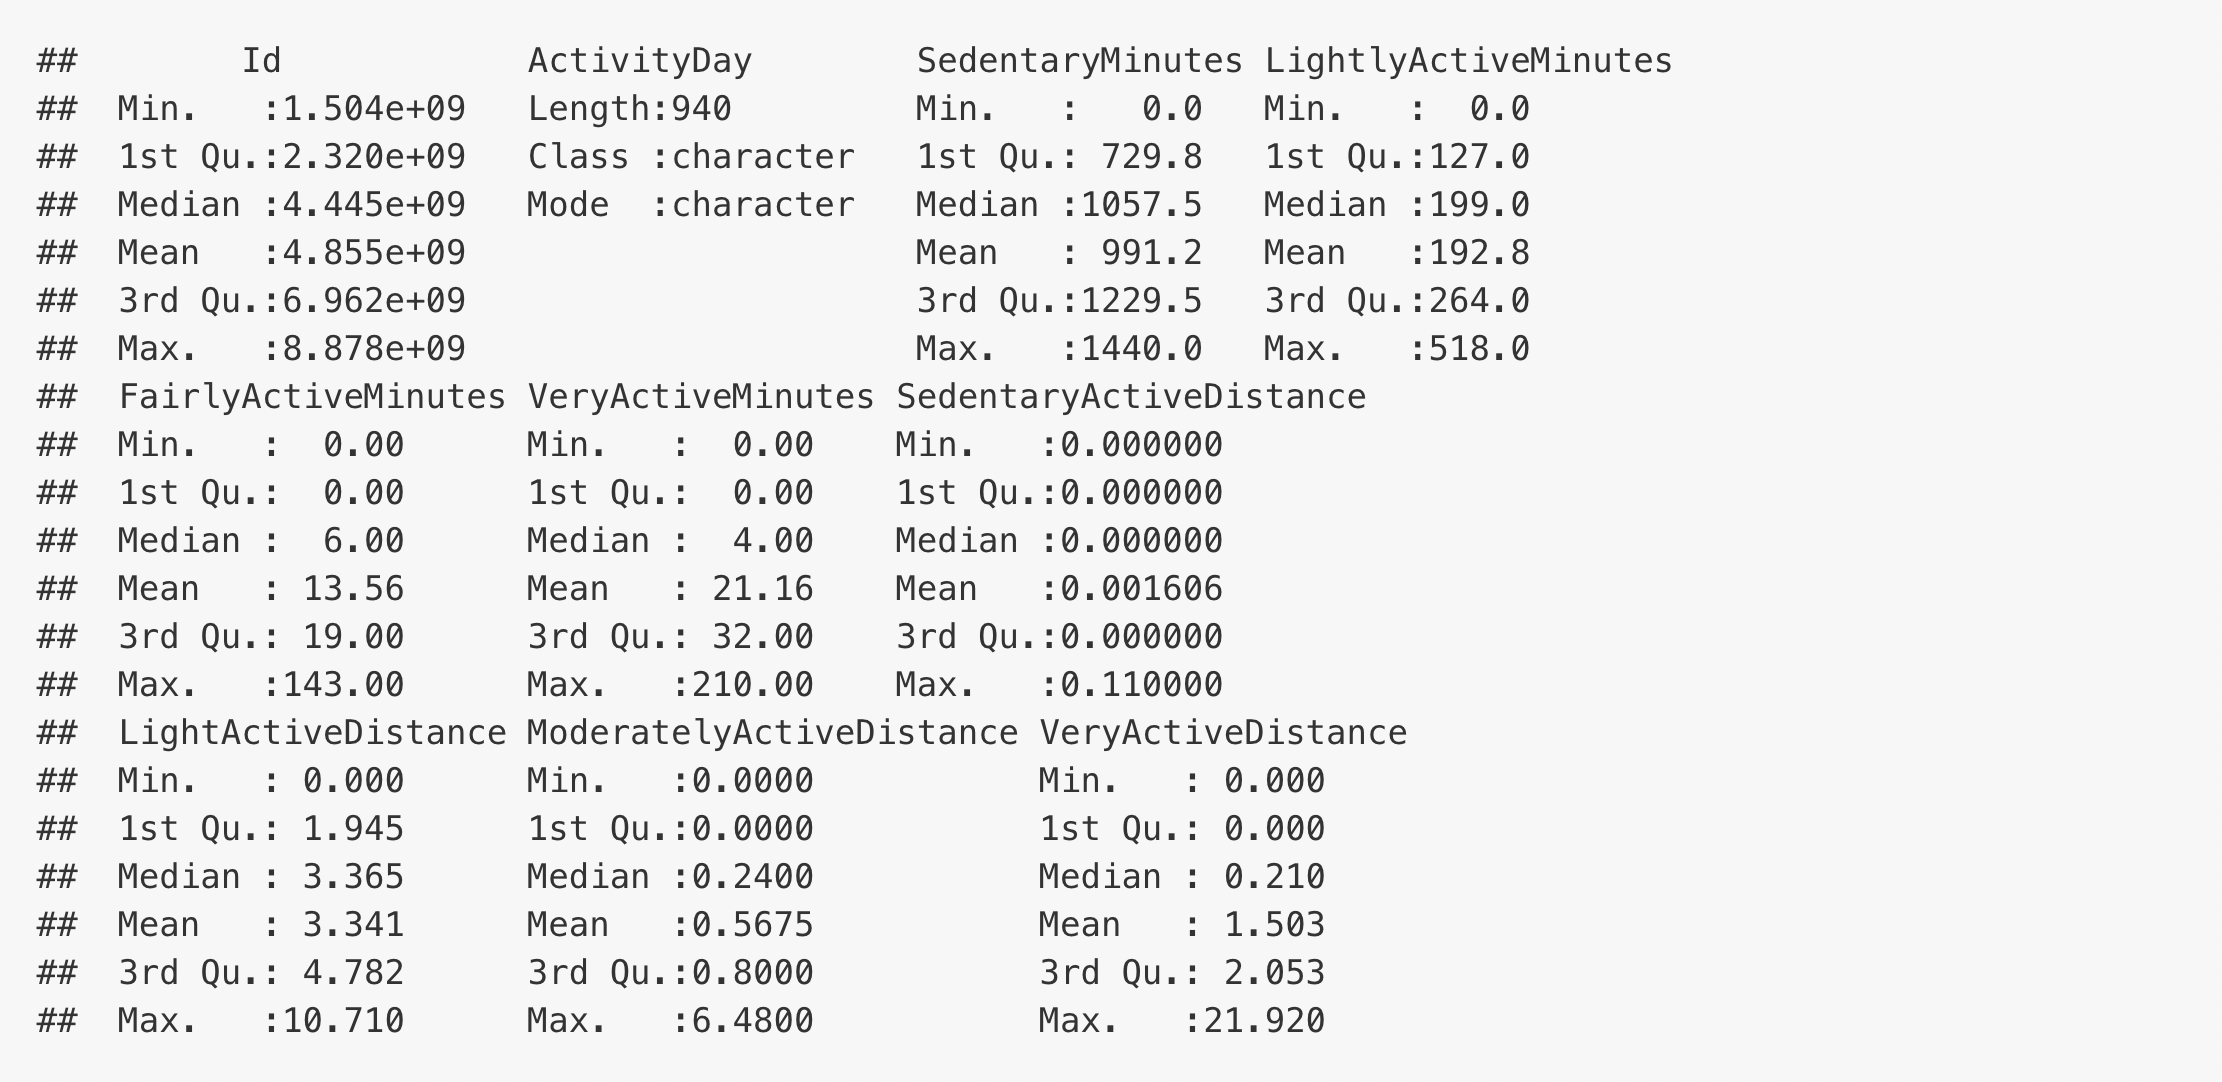 ##        Id            ActivityDay        SedentaryMinutes LightlyActiveMinutes
##  Min.   :1.504e+09   Length:940         Min.   :   0.0   Min.   :  0.0
##  1st Qu.:2.320e+09   Class :character   1st Qu.: 729.8   1st Qu.:127.0
##  Median :4.445e+09   Mode  :character   Median :1057.5   Median :199.0
##  Mean   :4.855e+09                      Mean   : 991.2   Mean   :192.8
##  3rd Qu.:6.962e+09                      3rd Qu.:1229.5   3rd Qu.:264.0
##  Max.   :8.878e+09                      Max.   :1440.0   Max.   :518.0
##  FairlyActiveMinutes VeryActiveMinutes SedentaryActiveDistance
##  Min.   :  0.00      Min.   :  0.00    Min.   :0.000000
##  1st Qu.:  0.00      1st Qu.:  0.00    1st Qu.:0.000000
##  Median :  6.00      Median :  4.00    Median :0.000000
##  Mean   : 13.56      Mean   : 21.16    Mean   :0.001606
##  3rd Qu.: 19.00      3rd Qu.: 32.00    3rd Qu.:0.000000
##  Max.   :143.00      Max.   :210.00    Max.   :0.110000
##  LightActiveDistance ModeratelyActiveDistance VeryActiveDistance
##  Min.   : 0.000      Min.   :0.0000           Min.   : 0.000
##  1st Qu.: 1.945      1st Qu.:0.0000           1st Qu.: 0.000
##  Median : 3.365      Median :0.2400           Median : 0.210
##  Mean   : 3.341      Mean   :0.5675           Mean   : 1.503
##  3rd Qu.: 4.782      3rd Qu.:0.8000           3rd Qu.: 2.053
##  Max.   :10.710      Max.   :6.4800           Max.   :21.920